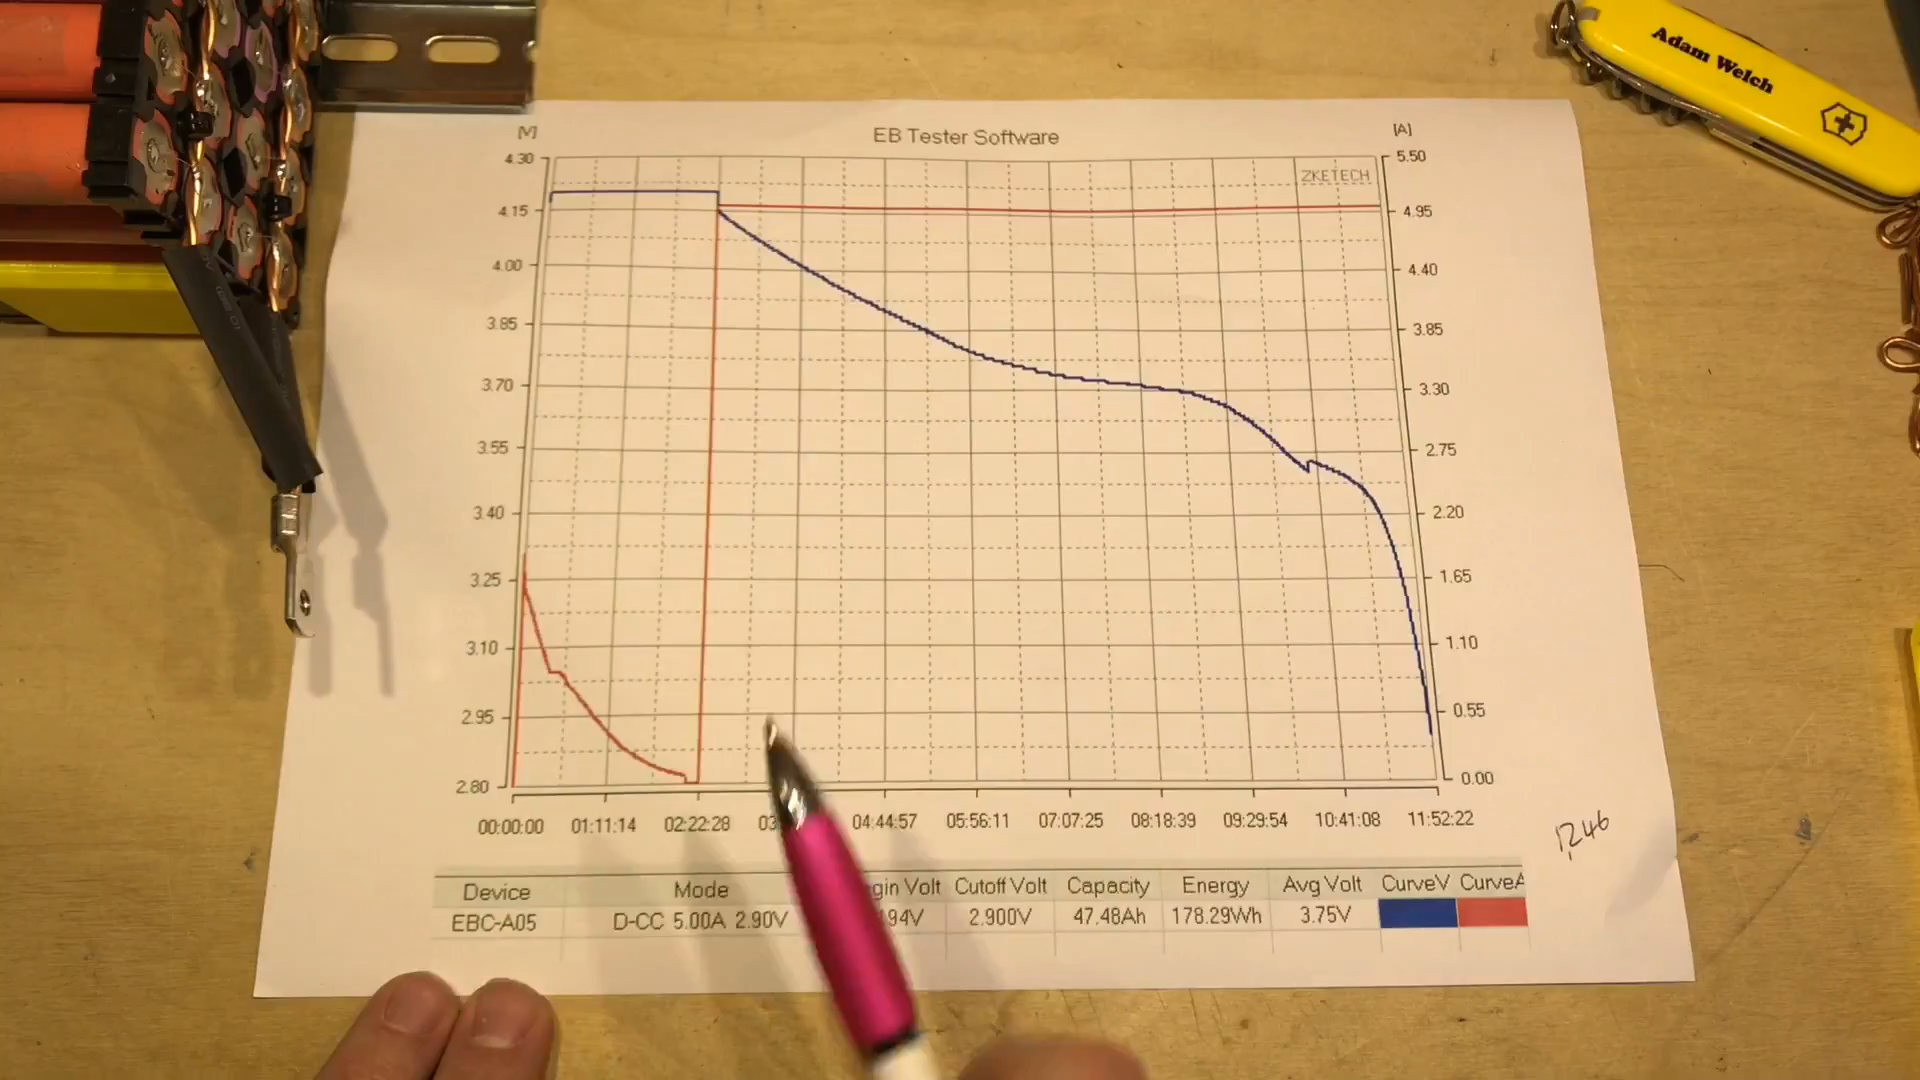 Adam Welch
[V]
EB Tester Software
[A]
4.30
5.50
ZKETECH
4.15
4.95
4.00
4.40
3.85
3.85
3.70
3.30
3.55
2.75
3.40
2.20
3.25
1.65
3.10
1.10
2.95
0.55
2.80
0.00
00:00:00 01:11:14 02:22:28 03 04:44:57 05:56:11 07:07:25 08:18:39 09:29:54 10:41:08 11:52:22
Device Mode gin Volt Cutoff Volt Capacity Energy Avg Volt CurveV CurveA
EBC-A05 D-CC 5.00A 2.90V .94V 2.900V 47.48Ah 178.29Wh 3.75V